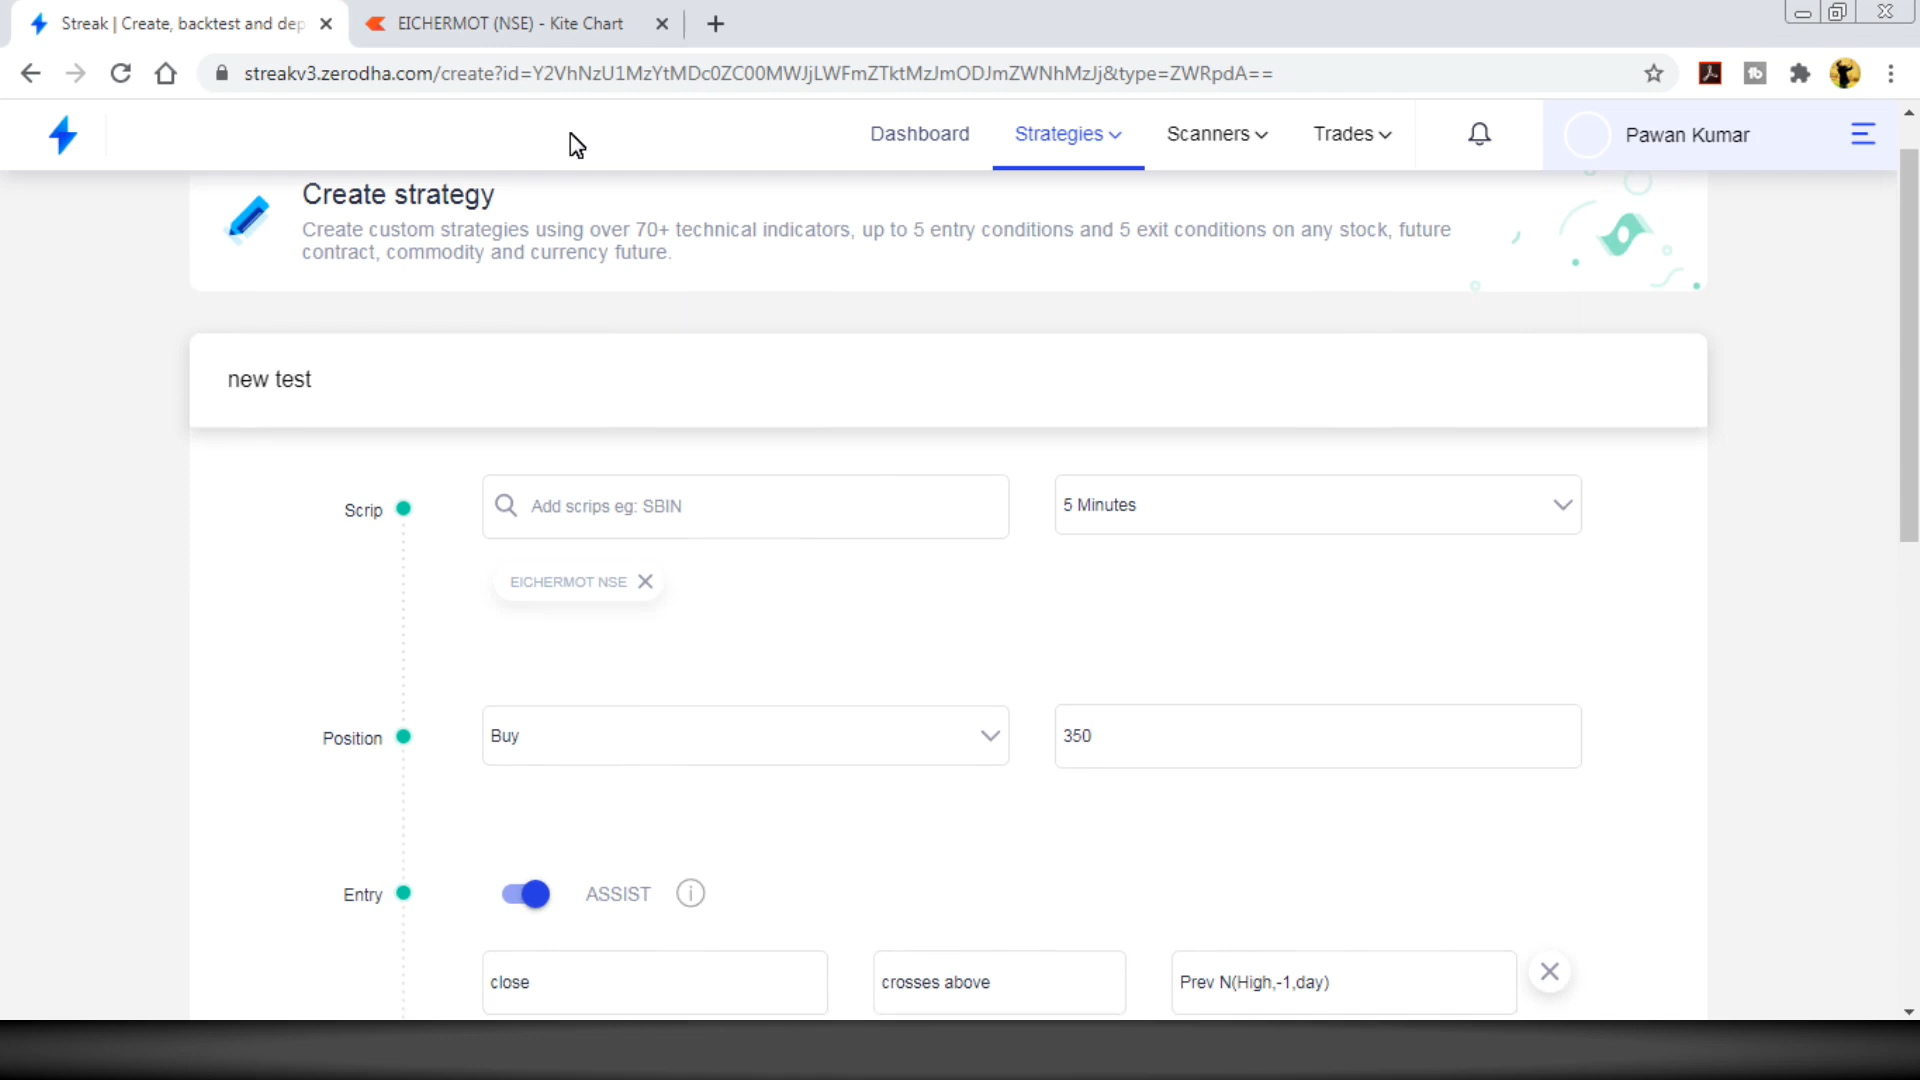 Streak | Create, backtest and dep
EICHERMOT (NSE) - Kite Chart
streakv3.zerodha.com/create?id=Y2VhNzU1MzYtMDc0ZC00MWJjLWFmZTktMzJmODJmZWNhMzJj&type=ZWRpdA==
Dashboard Strategies Scanners Trades Pawan Kumar
Create strategy
Create custom strategies using over 70+ technical indicators, up to 5 entry conditions and 5 exit conditions on any stock, future
contract, commodity and currency future.
new test
Scrip
Add scrips eg: SBIN
5 Minutes
EICHERMOT NSE
Position
Buy
350
Entry
ASSIST
close
crosses above
Prev N(High,-1,day)